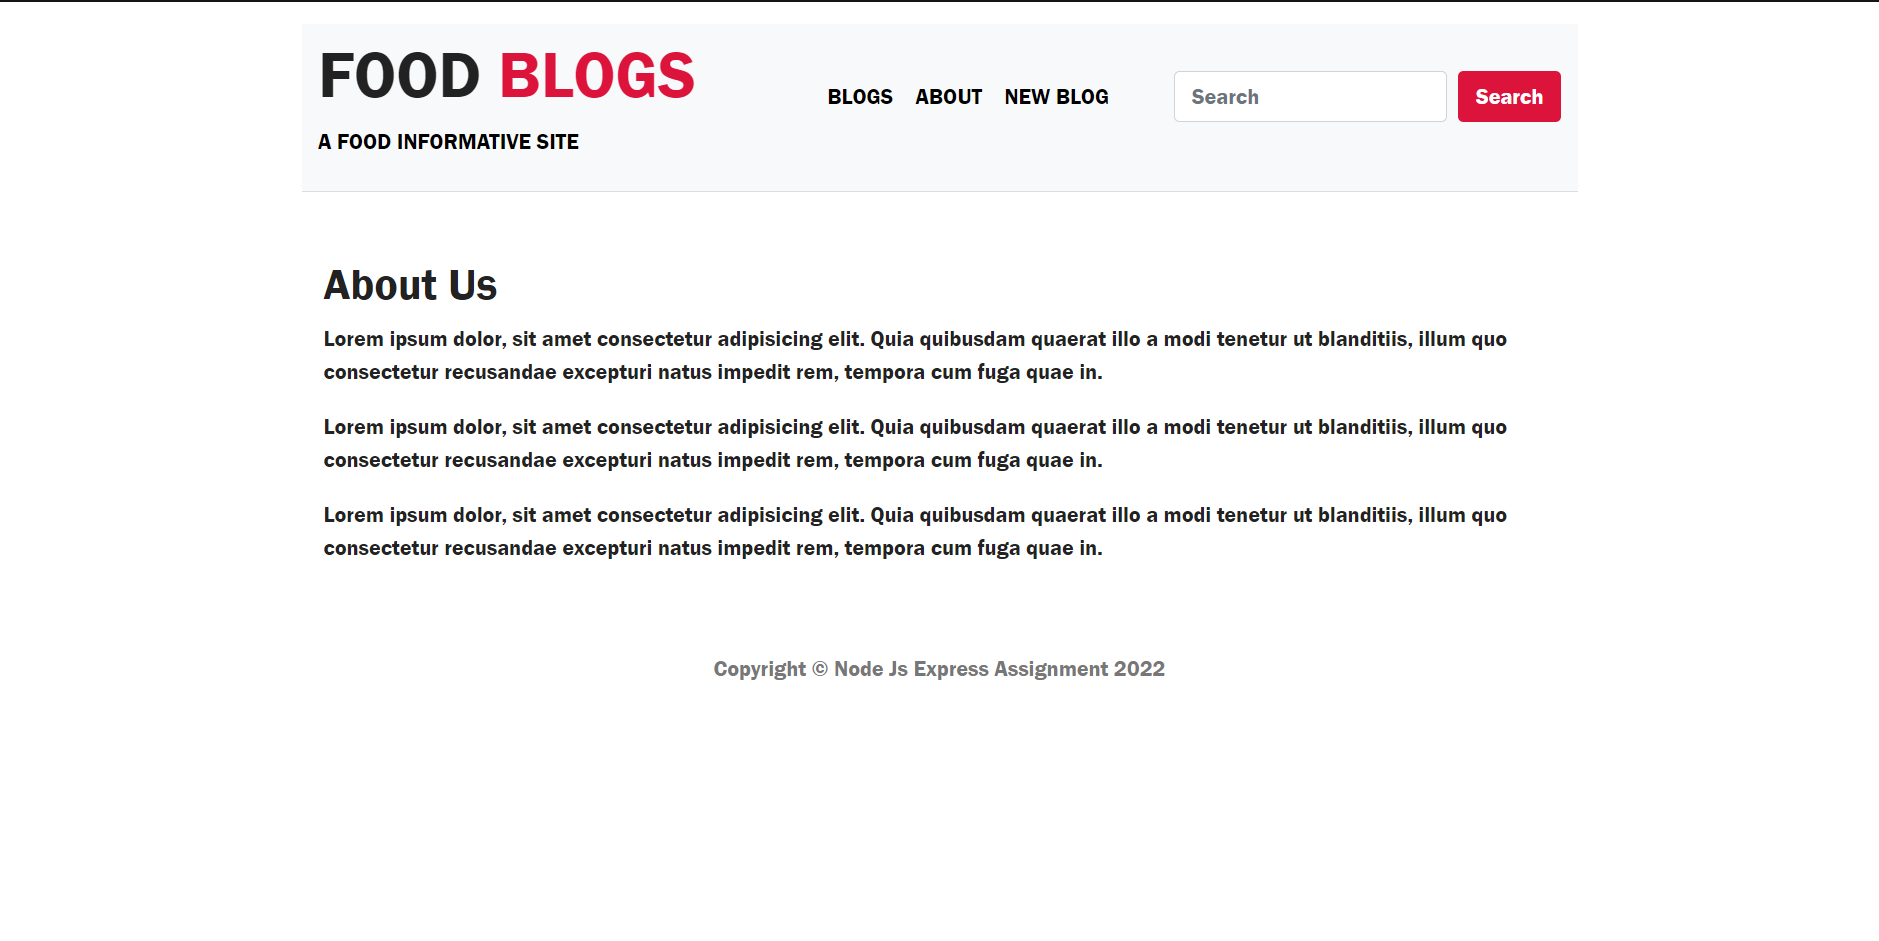 FOOD BLOGS
A FOOD INFORMATIVE SITE
BLOGS ABOUT NEW BLOG
Search Search
About Us
Lorem ipsum dolor, sit amet consectetur adipisicing elit. Quia quibusdam quaerat illo a modi tenetur ut blanditiis, illum quo
consectetur recusandae excepturi natus impedit rem, tempora cum fuga quae in.
Lorem ipsum dolor, sit amet consectetur adipisicing elit. Quia quibusdam quaerat illo a modi tenetur ut blanditiis, illum quo
consectetur recusandae excepturi natus impedit rem, tempora cum fuga quae in.
Lorem ipsum dolor, sit amet consectetur adipisicing elit. Quia quibusdam quaerat illo a modi tenetur ut blanditiis, illum quo
consectetur recusandae excepturi natus impedit rem, tempora cum fuga quae in.
Copyright © Node Js Express Assignment 2022